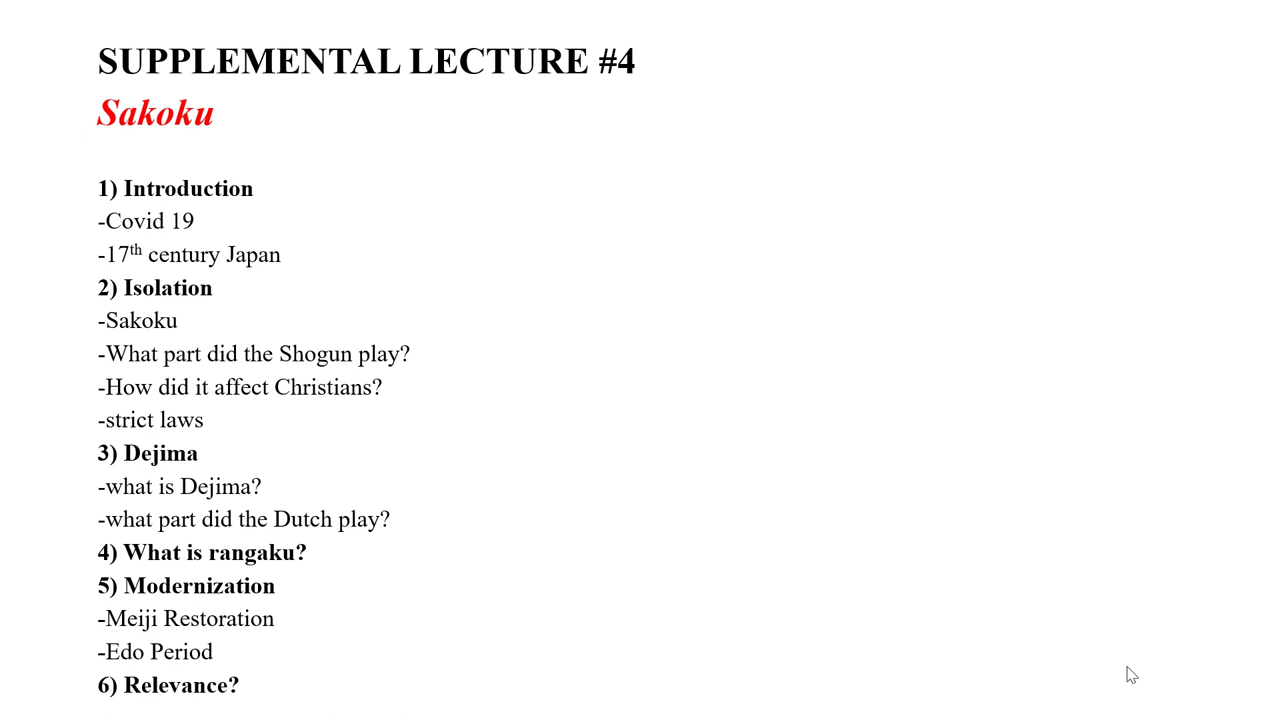 SUPPLEMENTAL LECTURE #4
Sakoku
1) Introduction
-Covid 19
-17th century Japan
2) Isolation
-Sakoku
-What part did the Shogun play?
-How did it affect Christians?
-strict laws
3) Dejima
-what is Dejima?
-what part did the Dutch play?
4) What is rangaku?
5) Modernization
-Meiji Restoration
-Edo Period
6) Relevance?